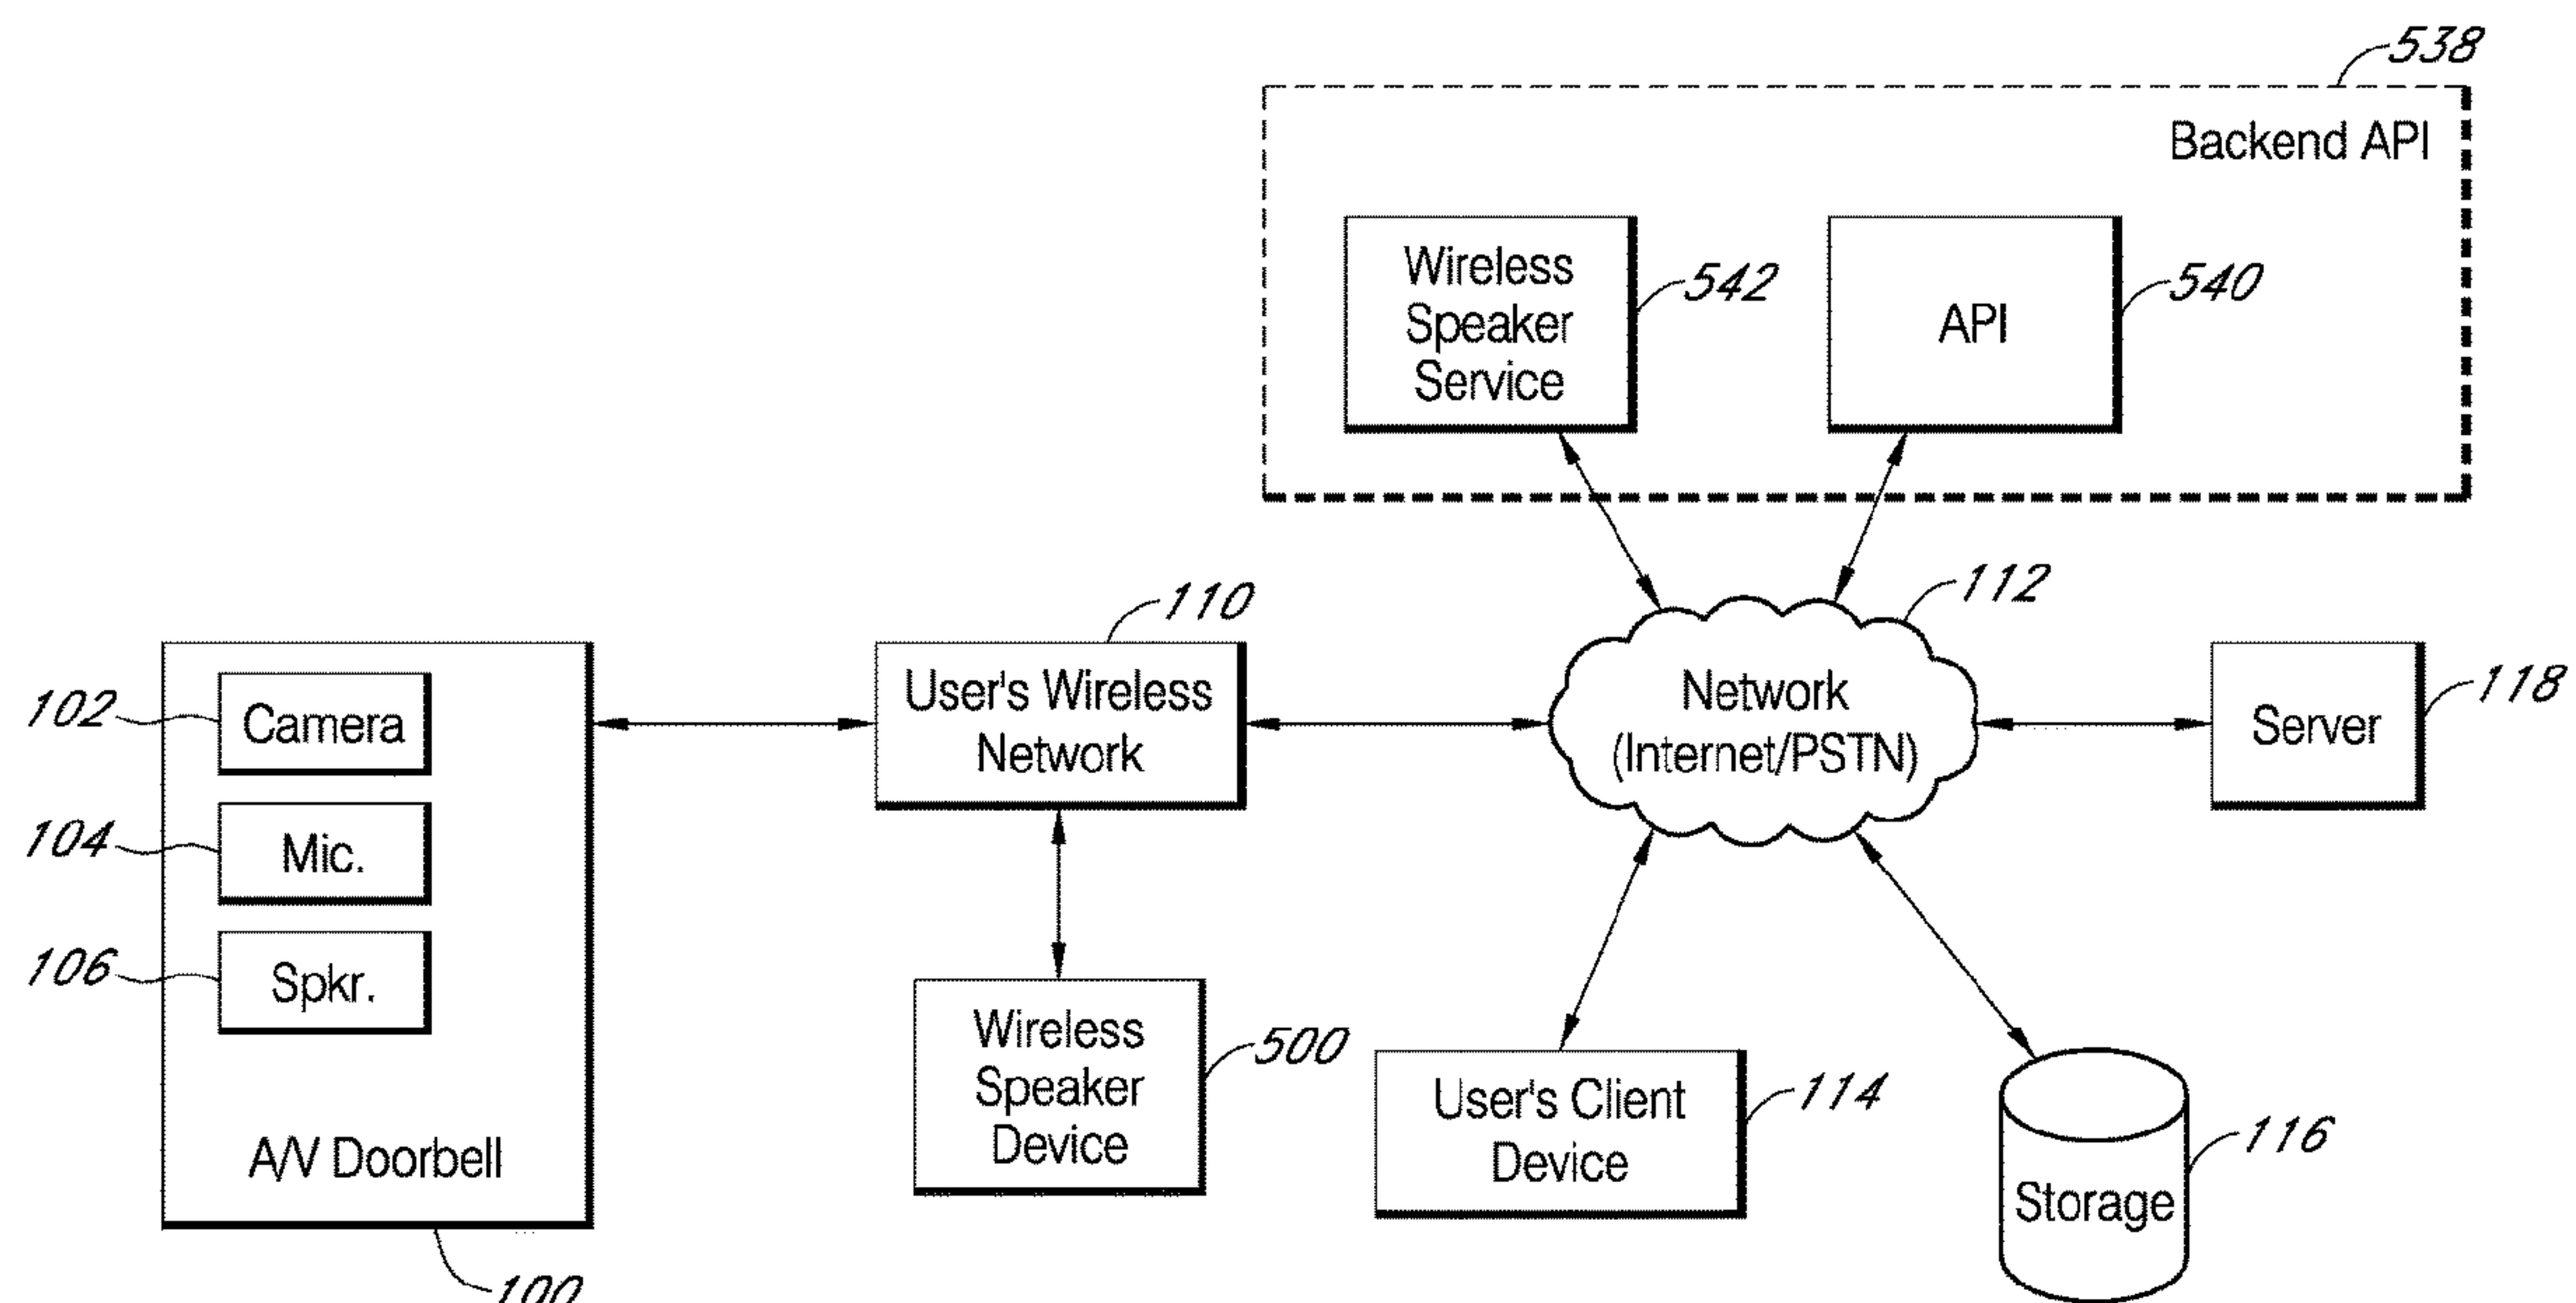 538
Backend API
Wireless
Speaker
Service
542
API
540
110
112
User's Wireless
Network
Network
(Internet/PSTN)
Server
118
102
Camera
104
Mic.
106
Spkr.
A/V Doorbell
100
Wireless
Speaker
Device
500
User's Client
Device
114
Storage
116